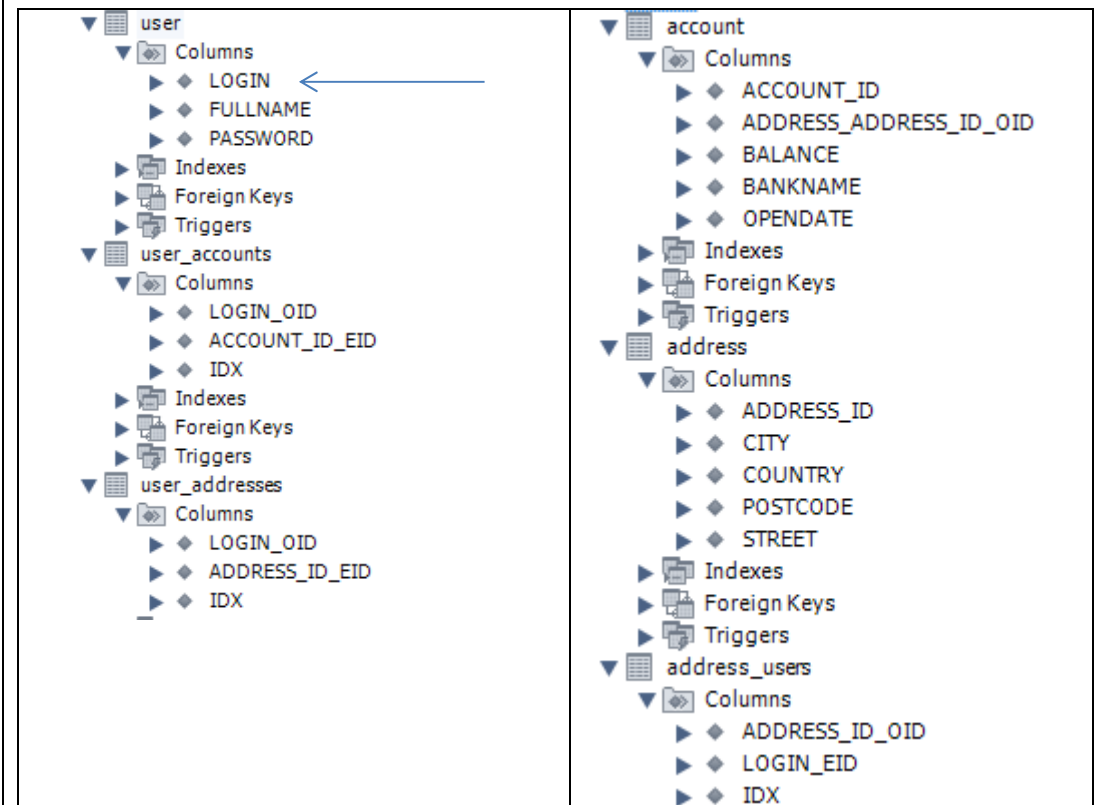 user
Columns
LOGIN
FULLNAME
PASSWORD
Indexes
Foreign Keys
Triggers
user_accounts
Columns
LOGIN_OID
ACCOUNT_ID_EID
IDX
Indexes
Foreign Keys
Triggers
user_addresses
Columns
LOGIN_OID
ADDRESS_ID_EID
IDX
account
Columns
ACCOUNT_ID
ADDRESS_ADDRESS_ID_OID
BALANCE
BANKNAME
OPENDATE
Indexes
Foreign Keys
Triggers
address
Columns
ADDRESS_ID
CITY
COUNTRY
POSTCODE
STREET
Indexes
Foreign Keys
Triggers
address_users
Columns
ADDRESS_ID_OID
LOGIN_EID
IDX